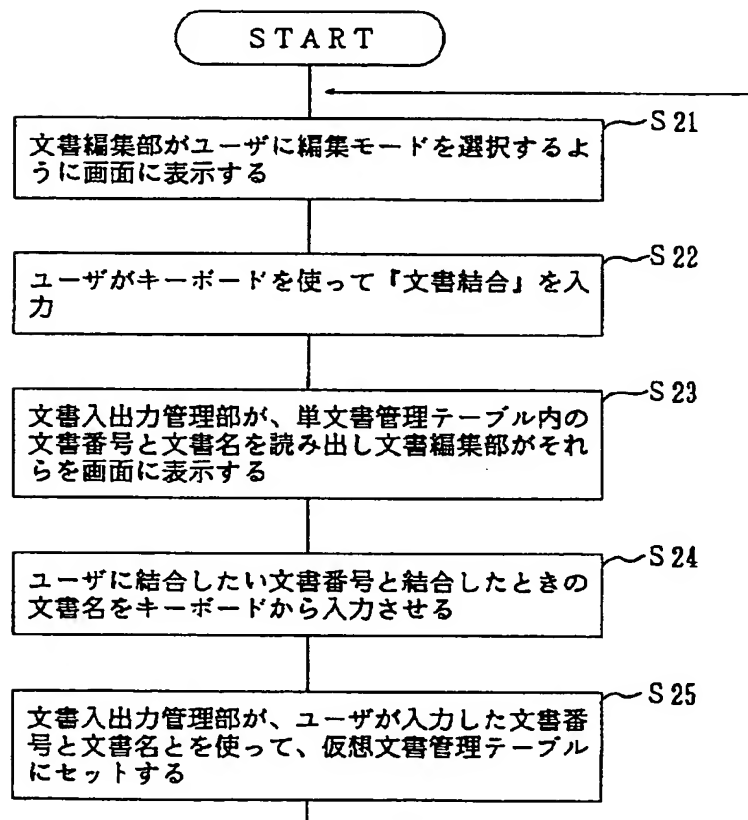 START
S21
文書編集部がユーザに編集モードを選択するよ
うに画面に表示する
S22
ユーザがキーボードを使って『文書結合』を入
力
S23
文書入出力管理部が、単文書管理テーブル内の
文書番号と文書名を読み出し文書編集部がそれ
らを画面に表示する
S24
ユーザに結合したい文書番号と結合したときの
文書名をキーボードから入力させる
S25
文書入出力管理部が、ユーザが入力した文書番
号と文書名とを使って、仮想文書管理テーブル
にセットする